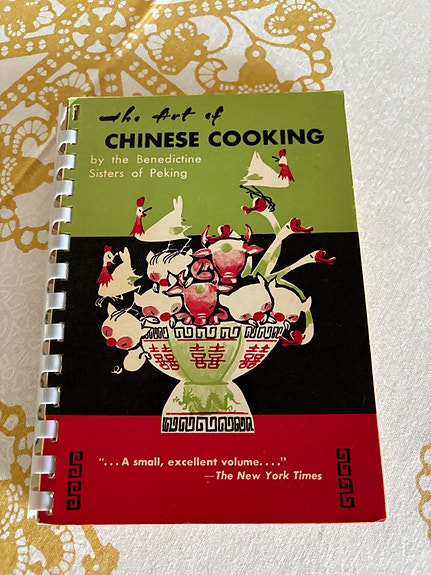 The Art of
CHINESE COOKING
by the Benedictine
Sisters of Peking
囍 囍 囍
“. . . A small, excellent volume. . . .”
—The New York Times